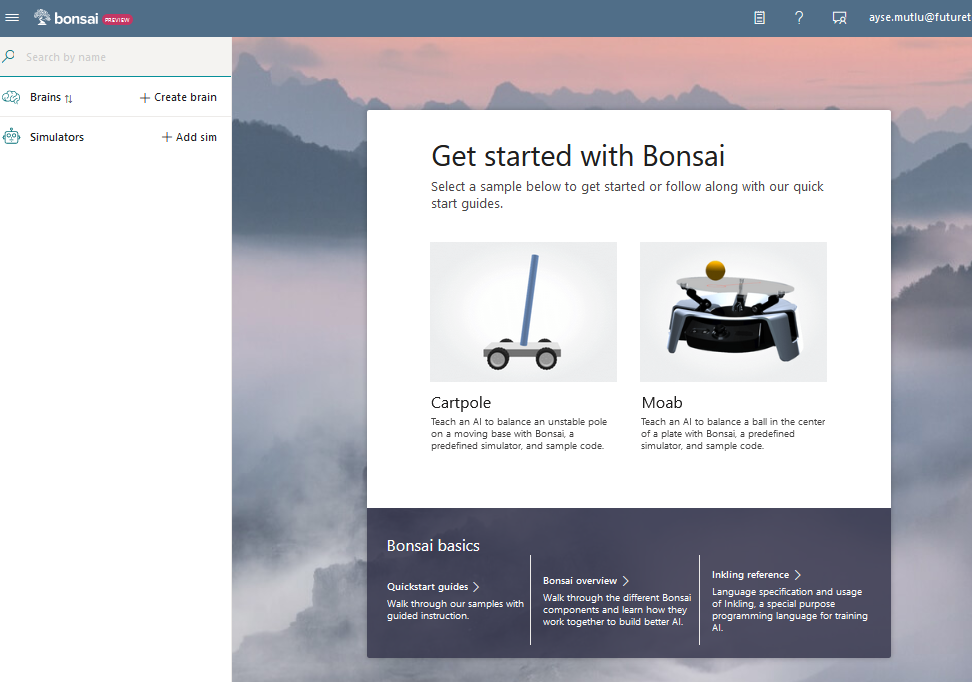 bonsai PREVIEW
? ayse.mutlu@futuret
Search by name
Brains + Create brain
Simulators + Add sim
Get started with Bonsai
Select a sample below to get started or follow along with our quick
start guides.
Cartpole
Teach an AI to balance an unstable pole
on a moving base with Bonsai, a
predefined simulator, and sample code.
Moab
Teach an AI to balance a ball in the center
of a plate with Bonsai, a predefined
simulator, and sample code.
Bonsai basics
Quickstart guides
Walk through our samples with
guided instruction.
Bonsai overview
Walk through the different Bonsai
components and learn how they
work together to build better AI.
Inkling reference
Language specification and usage
of Inkling, a special purpose
programming language for training
AI.